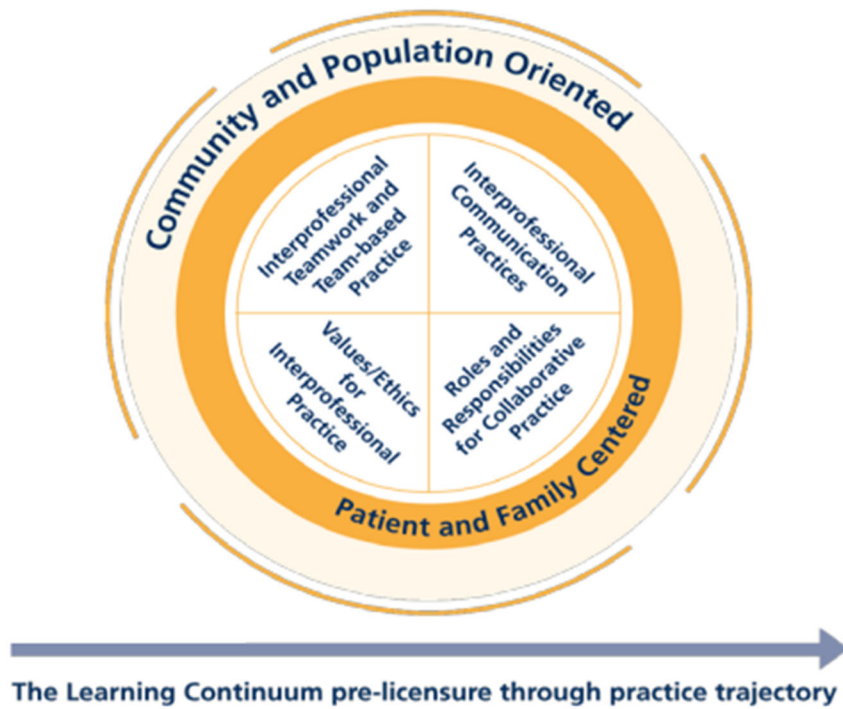 Community and Population Oriented
Interprofessional
Teamwork and
Team-based
Practice
Interprofessional
Communication
Practices
Values/Ethics
for
Interprofessional
Practice
Roles and
Responsibilities
for Collaborative
Practice
Patient and Family Centered
The Learning Continuum pre-licensure through practice trajectory